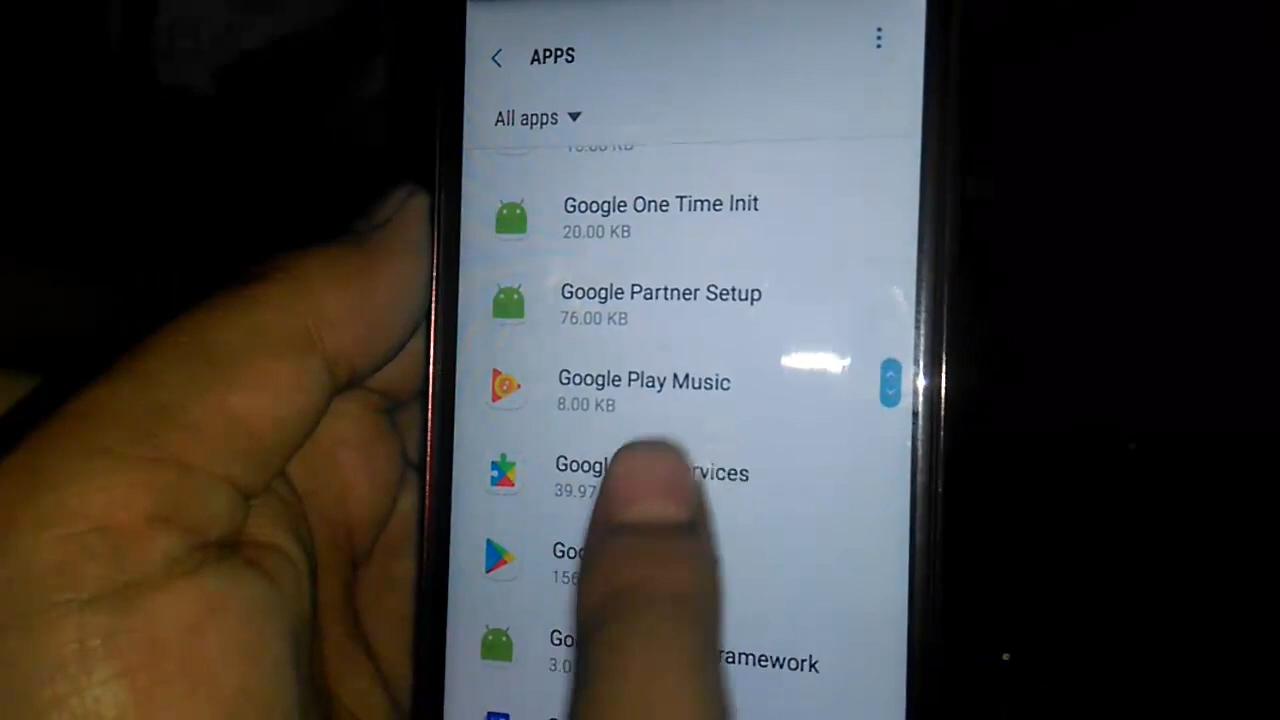 APPS
All apps
Google One Time Init
20.00 KB
Google Partner Setup
76.00 KB
Google Play Music
8.00 KB
Googl rvices
39.97
Goo
156
Go ramework
3.0